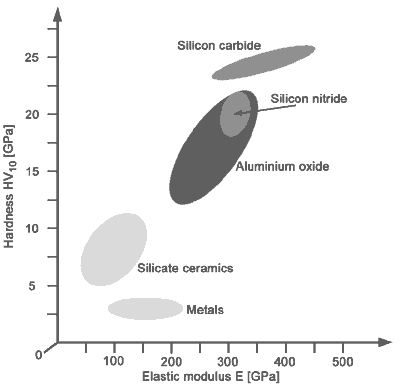 Silicon carbide
25
Silicon nitride
20
Aluminium oxide
15
Hardness HV10 [GPa]
10
Silicate ceramics
5
Metals
0
100 200 300 400 500
Elastic modulus E [GPa]